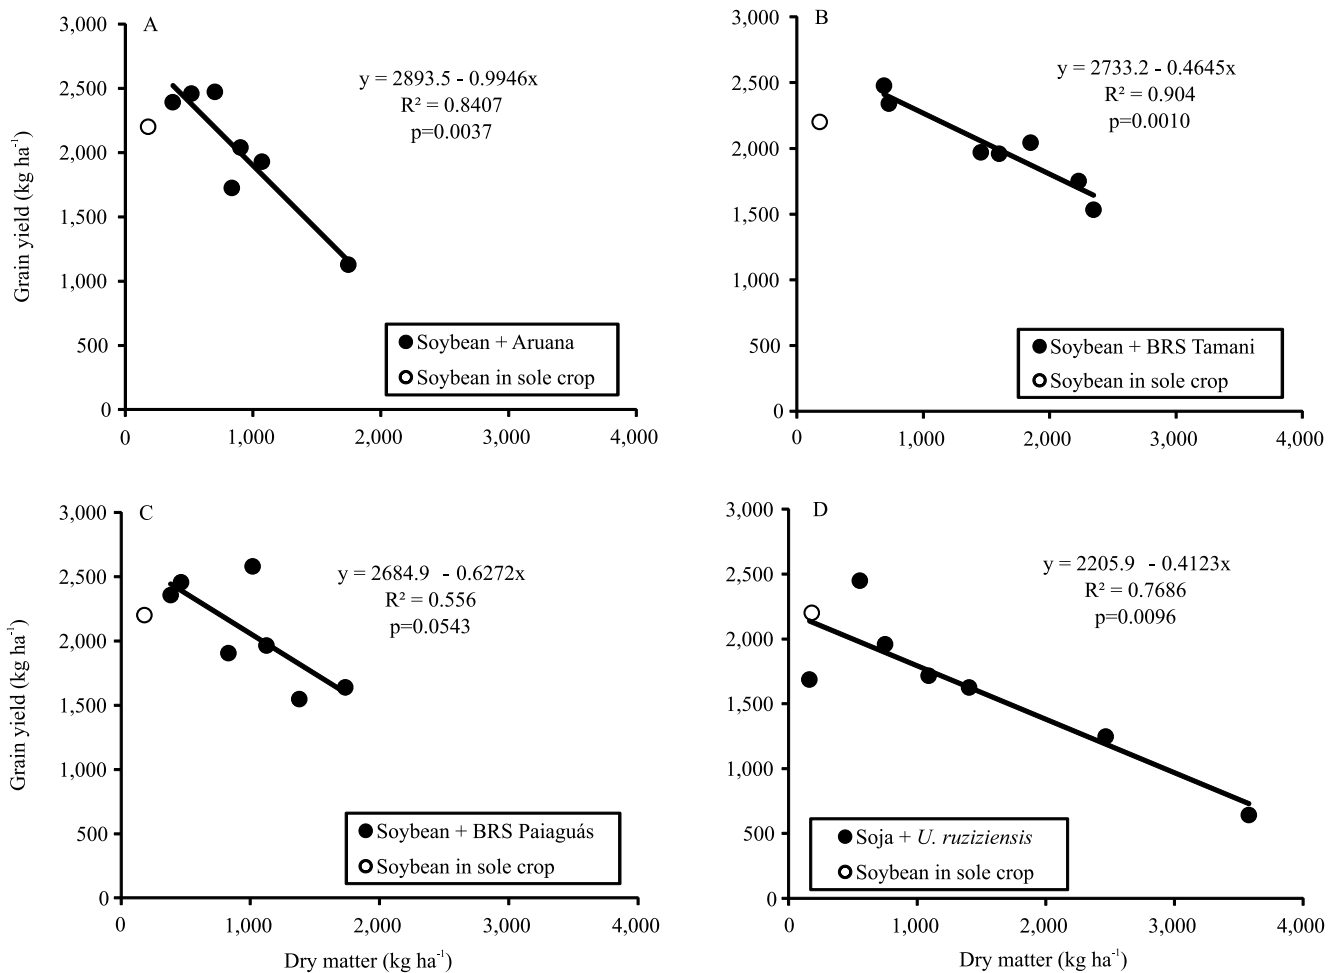 A
3,000
2,500
2,000
1,500
1,000
500
0
0 1,000 2,000 3,000 4,000
Grain yield (kg ha⁻¹)
y = 2893.5 - 0.9946x
R² = 0.8407
p=0.0037
Soybean + Aruana
Soybean in sole crop
B
3,000
2,500
2,000
1,500
1,000
500
0
0 1,000 2,000 3,000 4,000
y = 2733.2 - 0.4645x
R² = 0.904
p=0.0010
Soybean + BRS Tamani
Soybean in sole crop
C
3,000
2,500
2,000
1,500
1,000
500
0
0 1,000 2,000 3,000 4,000
Grain yield (kg ha⁻¹)
y = 2684.9 - 0.6272x
R² = 0.556
p=0.0543
Soybean + BRS Paiaguás
Soybean in sole crop
Dry matter (kg ha⁻¹)
D
3,000
2,500
2,000
1,500
1,000
500
0
0 1,000 2,000 3,000 4,000
y = 2205.9 - 0.4123x
R² = 0.7686
p=0.0096
Soja + U. ruziziensis
Soybean in sole crop
Dry matter (kg ha⁻¹)